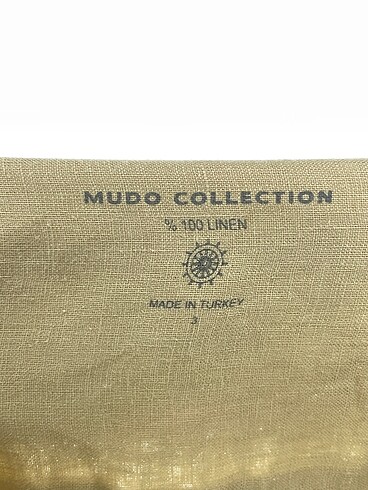 MUDO COLLECTION
% 100 LINEN
MADE IN TURKEY
3